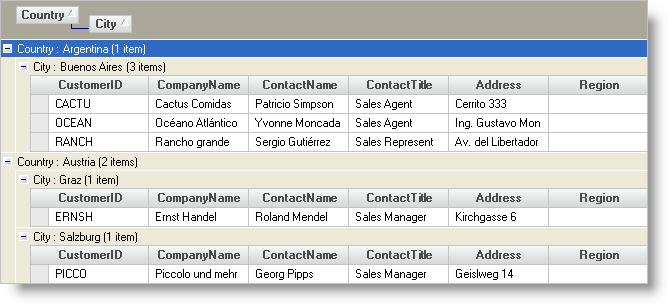 Country
City
Country : Argentina (1 item)
City : Buenos Aires (3 items)
CustomerID CompanyName ContactName ContactTitle Address Region
CACTU Cactus Comidas Patricio Simpson Sales Agent Cerrito 333
OCEAN Océano Atlántico Yvonne Moncada Sales Agent Ing. Gustavo Mon
RANCH Rancho grande Sergio Gutiérrez Sales Represent Av. del Libertador
Country : Austria (2 items)
City : Graz (1 item)
CustomerID CompanyName ContactName ContactTitle Address Region
ERNSH Ernst Handel Roland Mendel Sales Manager Kirchgasse 6
City : Salzburg (1 item)
CustomerID CompanyName ContactName ContactTitle Address Region
PICCO Piccolo und mehr Georg Pipps Sales Manager Geislweg 14